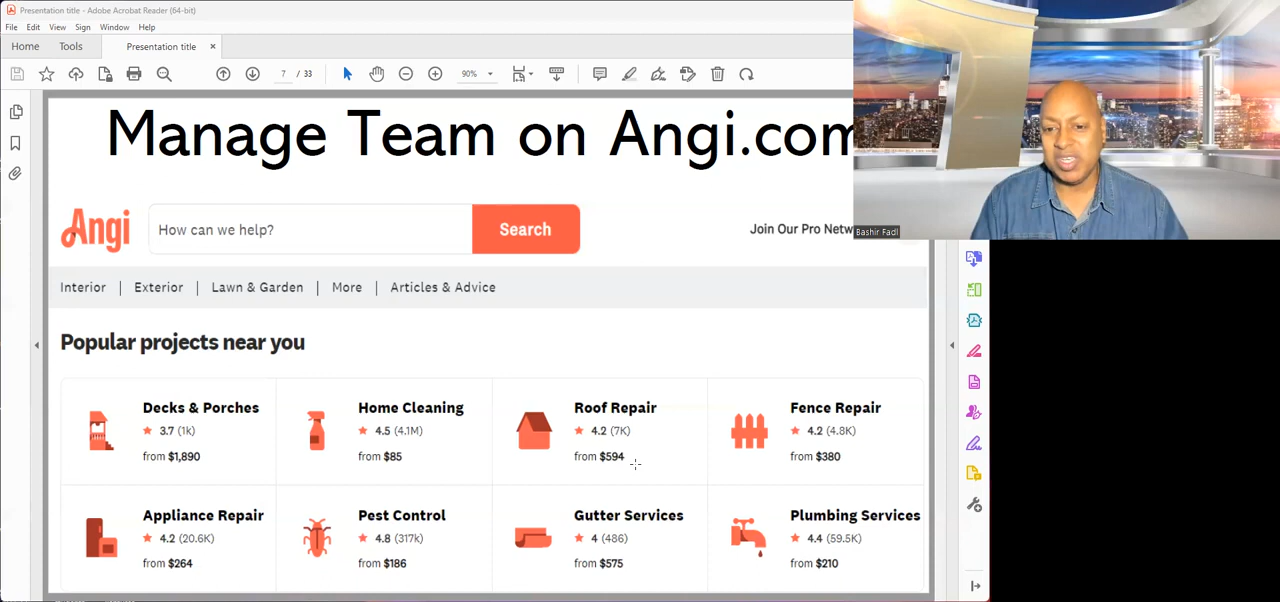 Presentation title - Adobe Acrobat Reader (64-bit)
File Edit View Sign Window Help
Home Tools Presentation title ×
7 / 33 90%
Manage Team on Angi.com
Angi How can we help? Search Join Our Pro Netw
Interior | Exterior | Lawn & Garden | More | Articles & Advice
Popular projects near you
Decks & Porches Home Cleaning Roof Repair Fence Repair
3.7 (1k) 4.5 (4.1M) 4.2 (7K) 4.2 (4.8K)
from $1,890 from $85 from $594 from $380
Appliance Repair Pest Control Gutter Services Plumbing Services
4.2 (20.6K) 4.8 (317k) 4 (486) 4.4 (59.5K)
from $264 from $186 from $575 from $210
Bashir Fadl